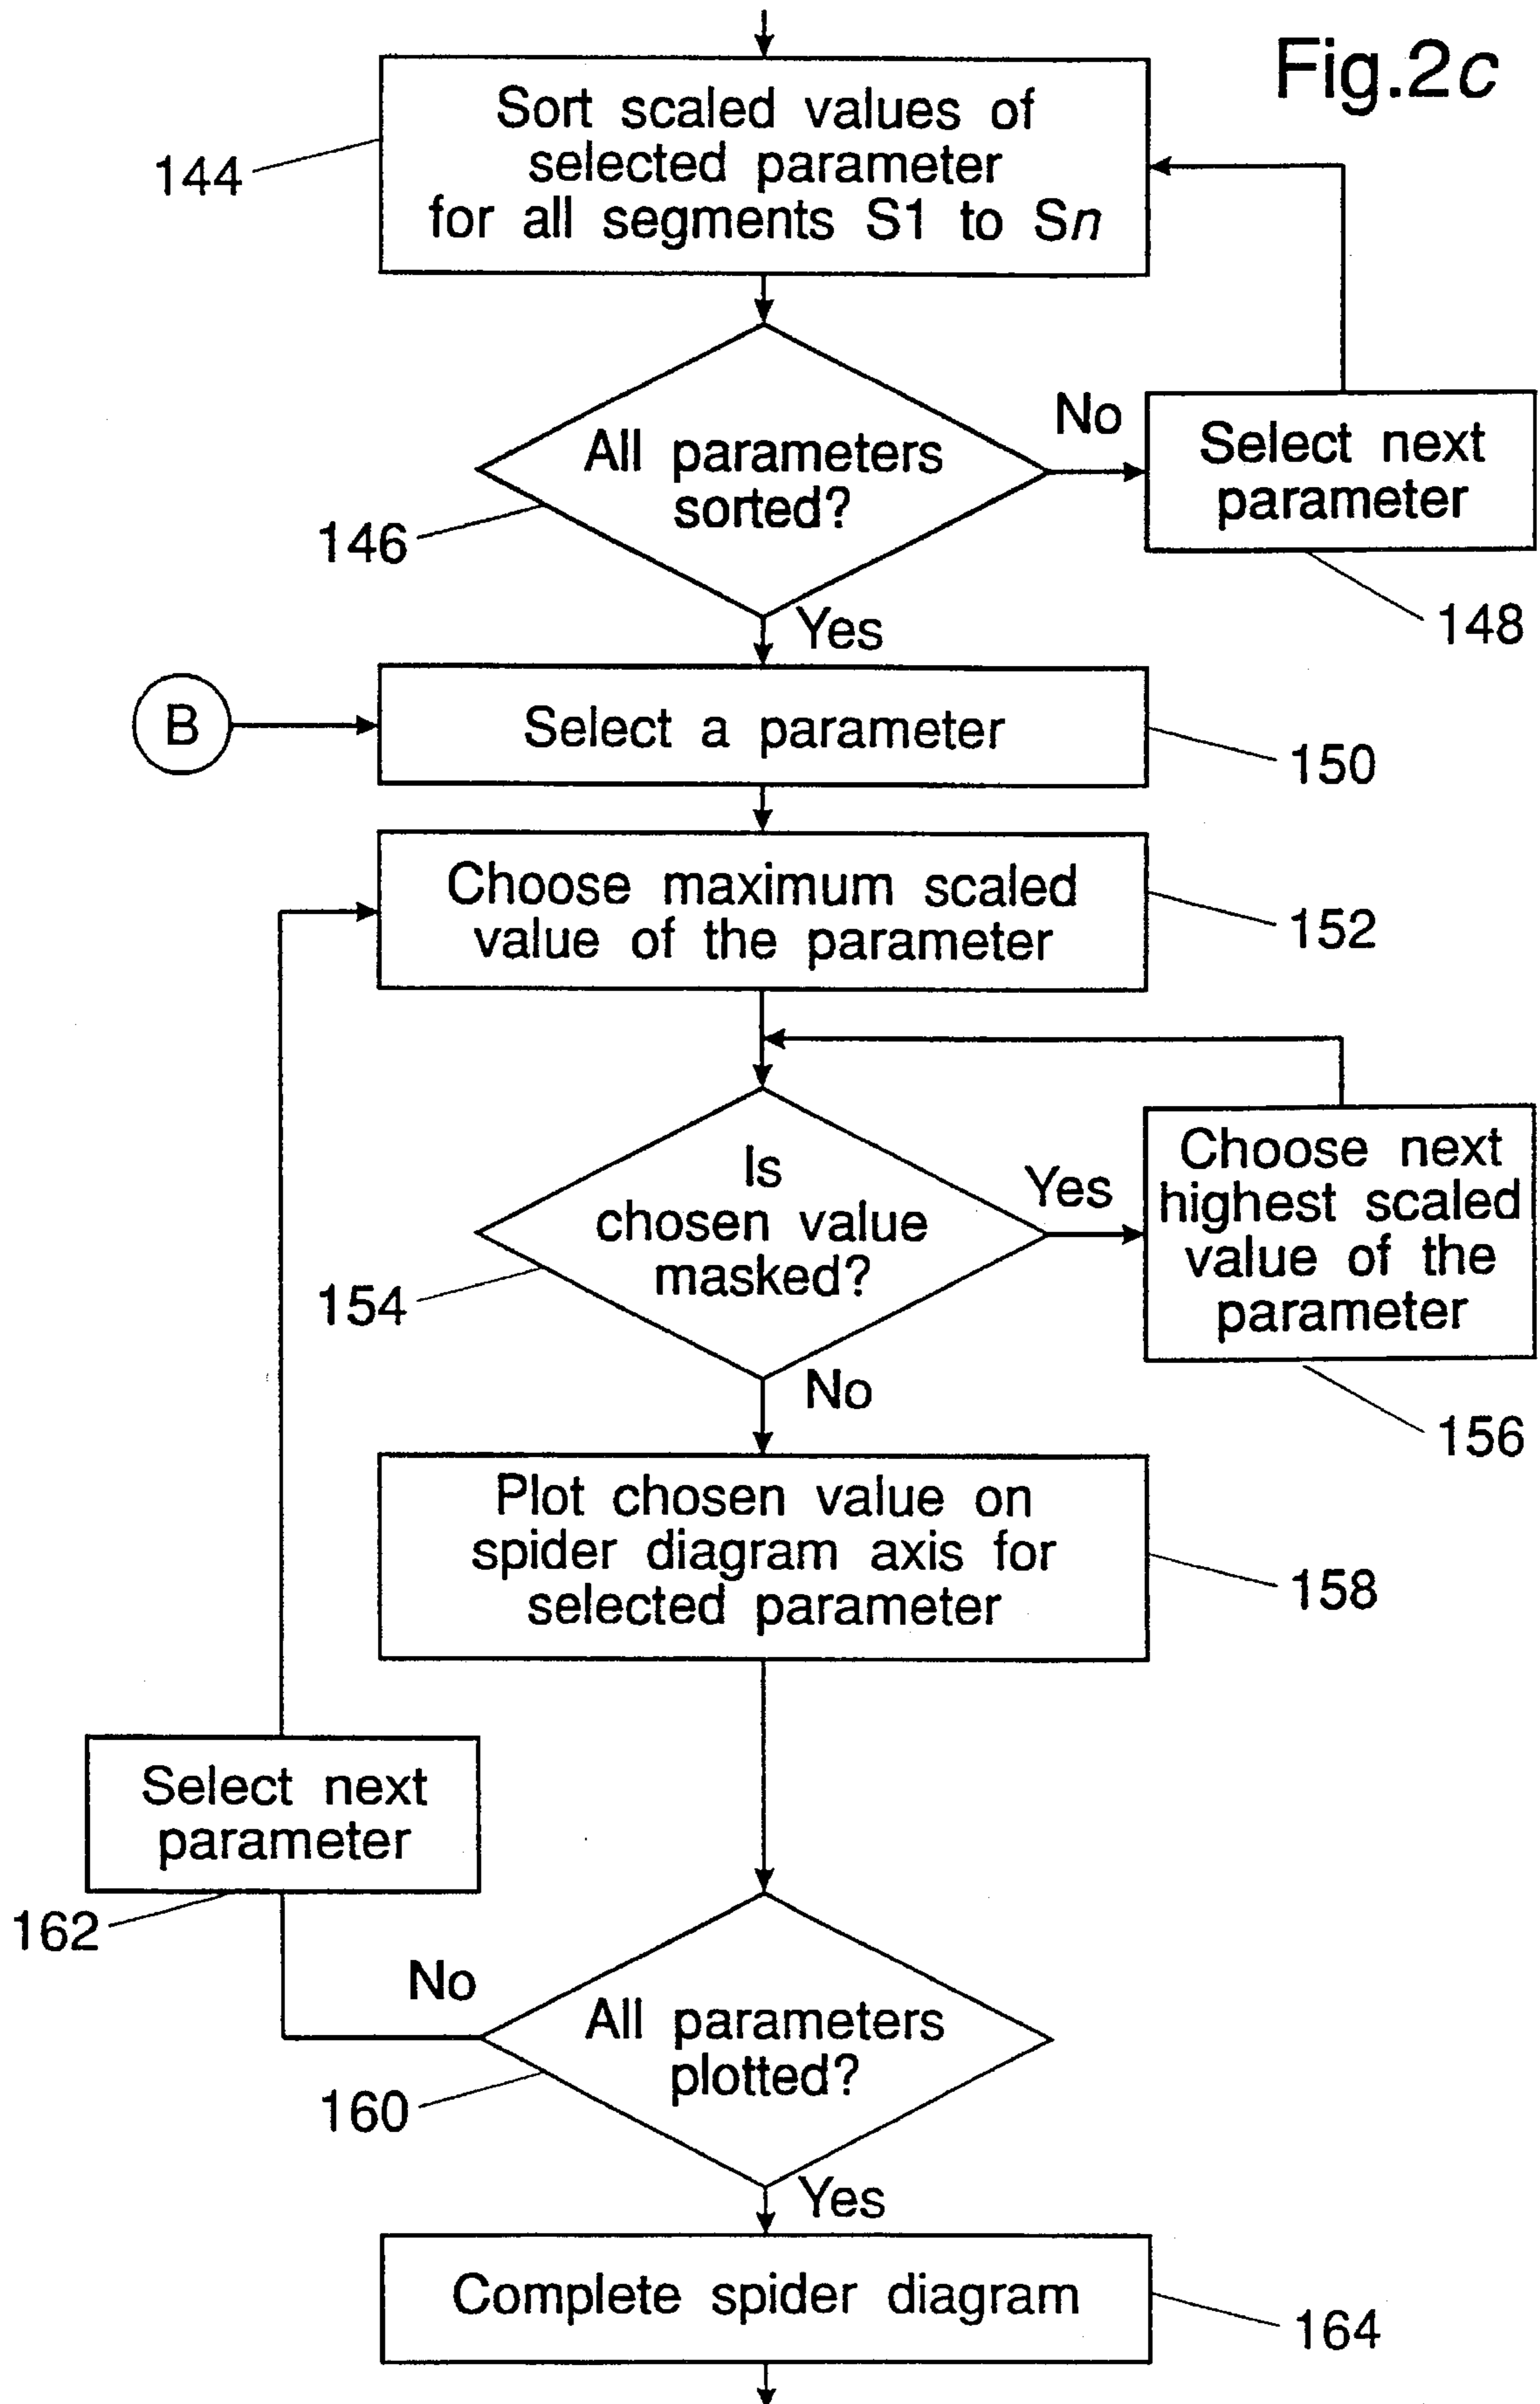 Fig.2c
Sort scaled values of
selected parameter
for all segments S1 to Sn
144
All parameters
sorted?
146
No
Select next
parameter
148
Yes
B
Select a parameter
150
Choose maximum scaled
value of the parameter
152
Is
chosen value
masked?
154
Yes
Choose next
highest scaled
value of the
parameter
156
No
Plot chosen value on
spider diagram axis for
selected parameter
158
Select next
parameter
162
No
All parameters
plotted?
160
Yes
Complete spider diagram
164